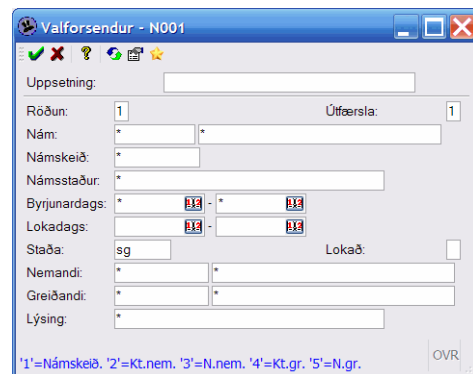 Valforsendur - N001
Uppsetning:
Röðun: 1 Útfærsla: 1
Nám: * *
Námskeið: *
Námsstaður: *
Byrjunardags: * - *
Lokadags: -
Staða: sg Lokað:
Nemandi: * *
Greiðandi: * *
Lýsing: *
'1'=Námskeið. '2'=Kt.nem. '3'=N.nem. '4'=Kt.gr. '5'=N.gr. OVR